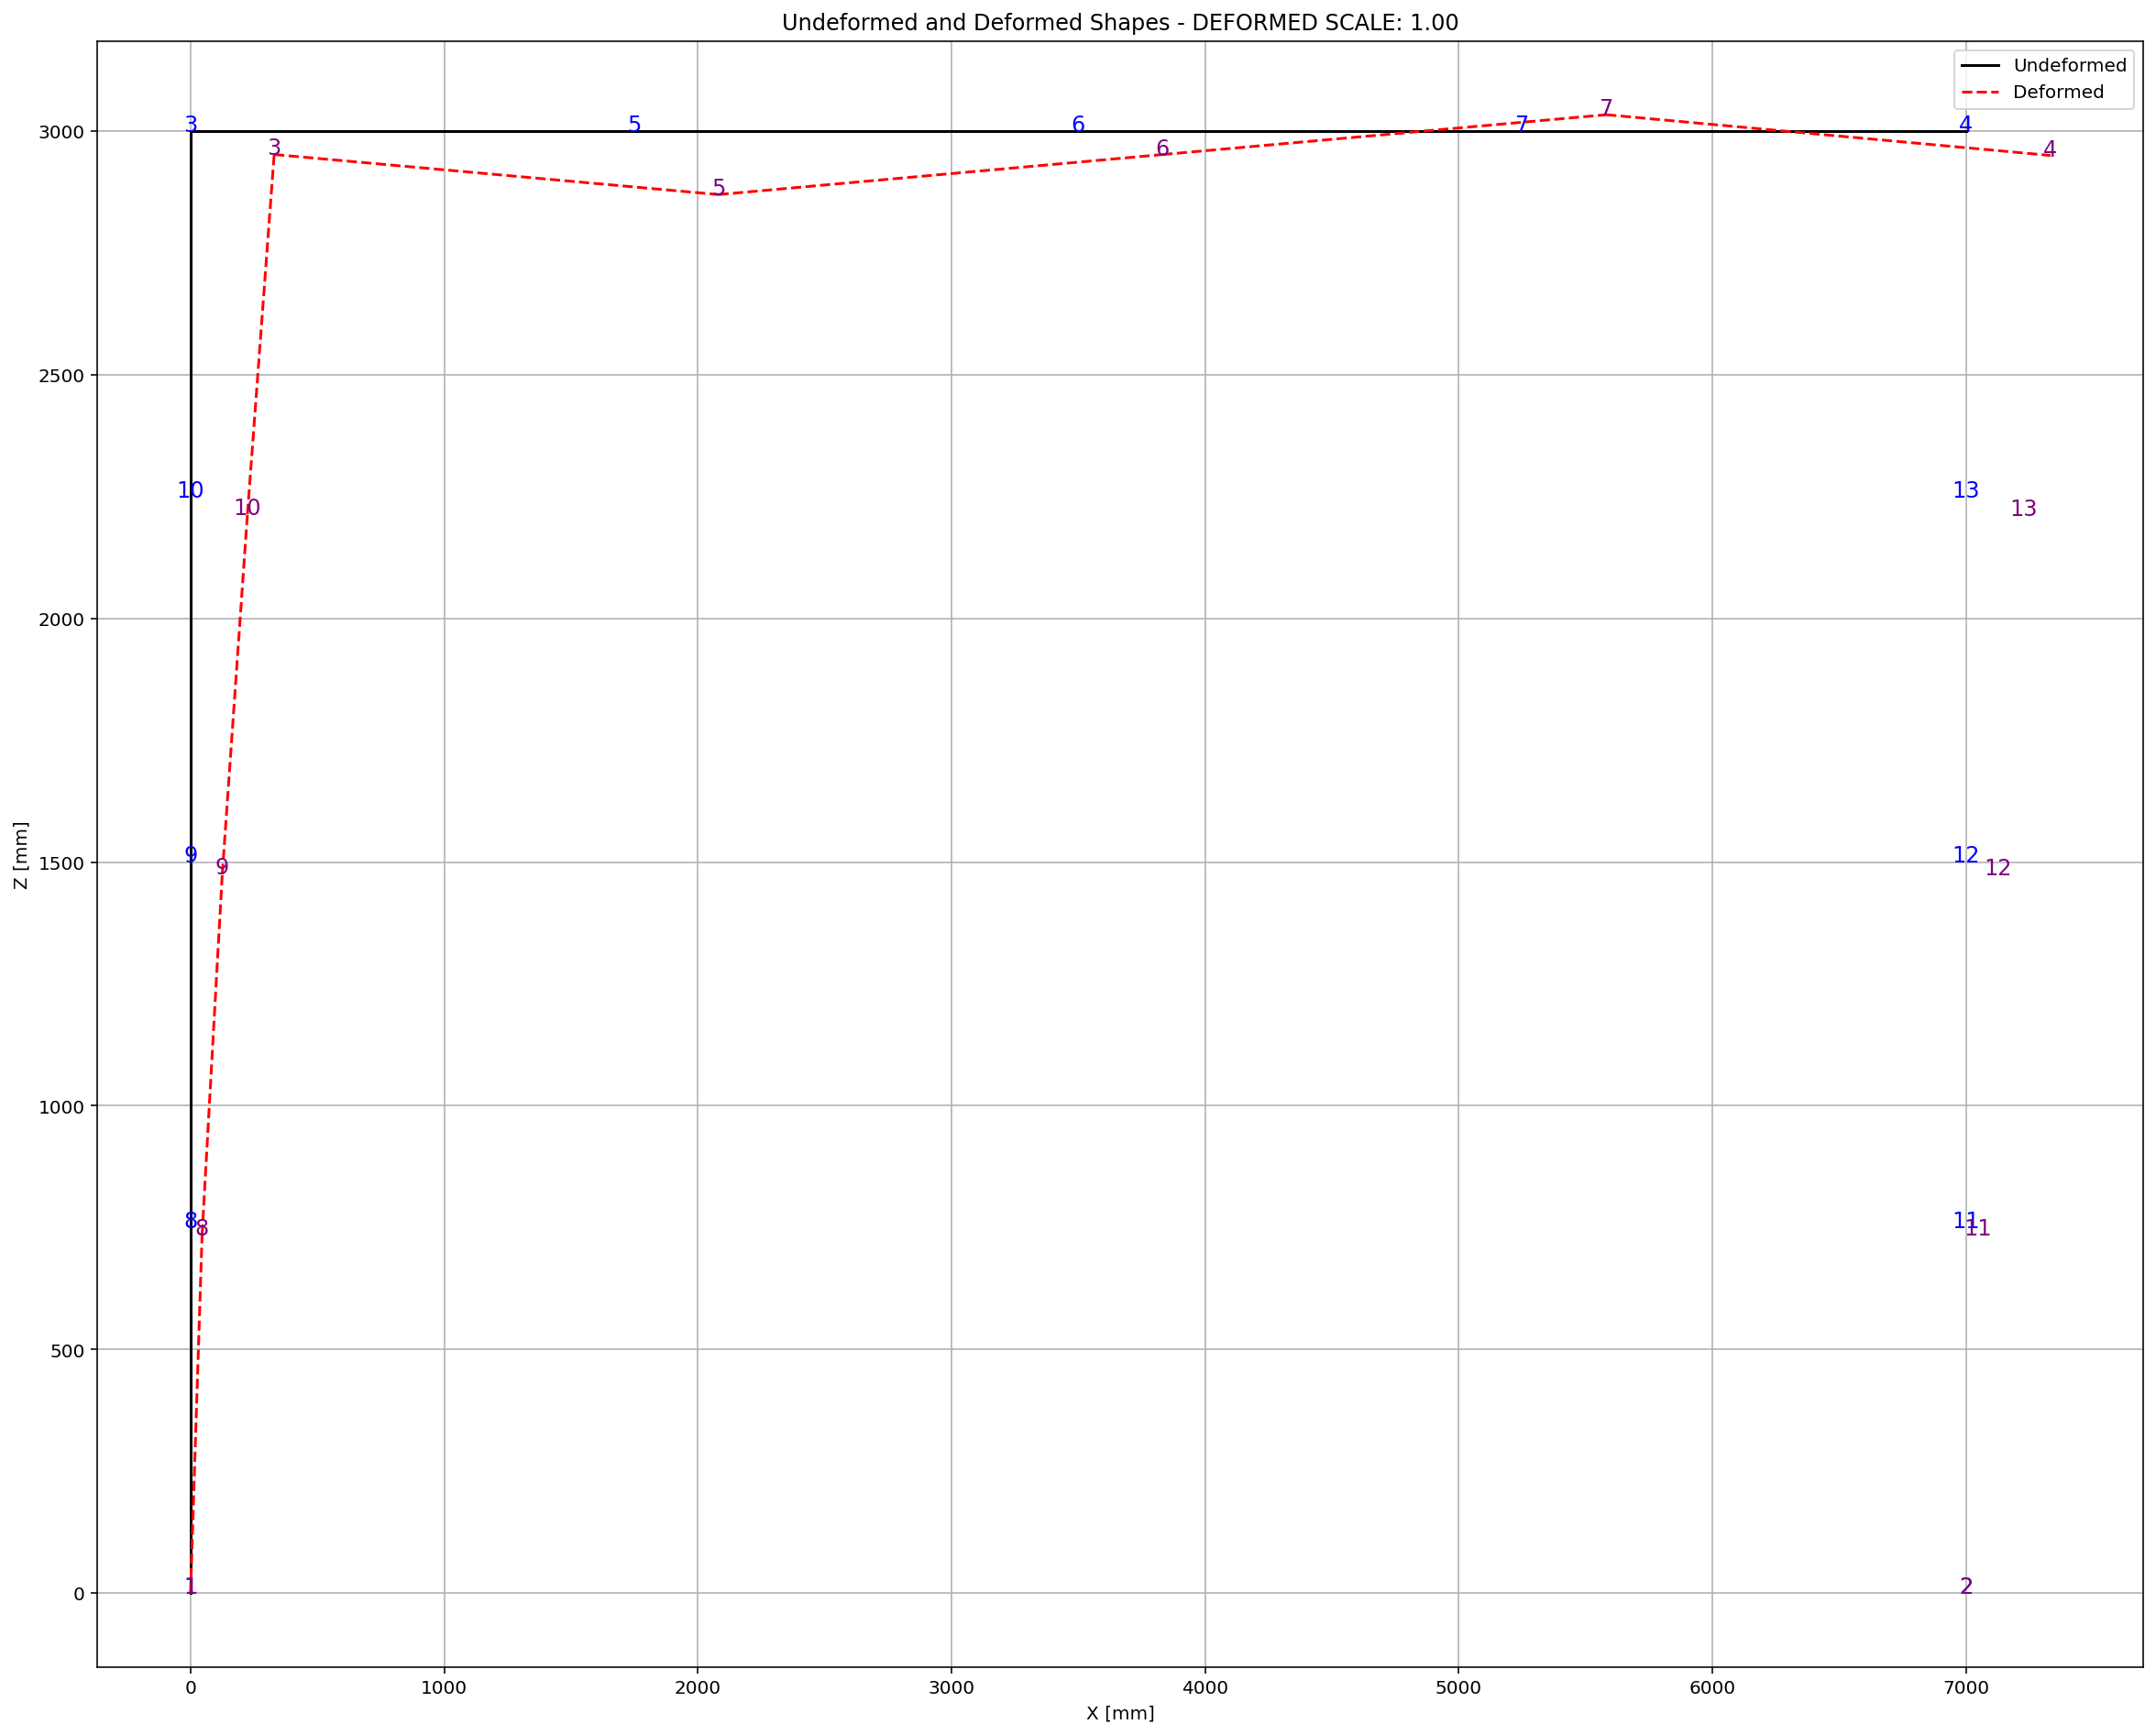 Undeformed and Deformed Shapes - DEFORMED SCALE: 1.00
Undeformed
Deformed
7
3 5 6 7 4
3 6 4
5
10 13
10 13
9 12
9 12
8 11
8 11
1 2
3000
2500
2000
1500
1000
500
0
Z [mm]
0 1000 2000 3000 4000 5000 6000 7000
X [mm]